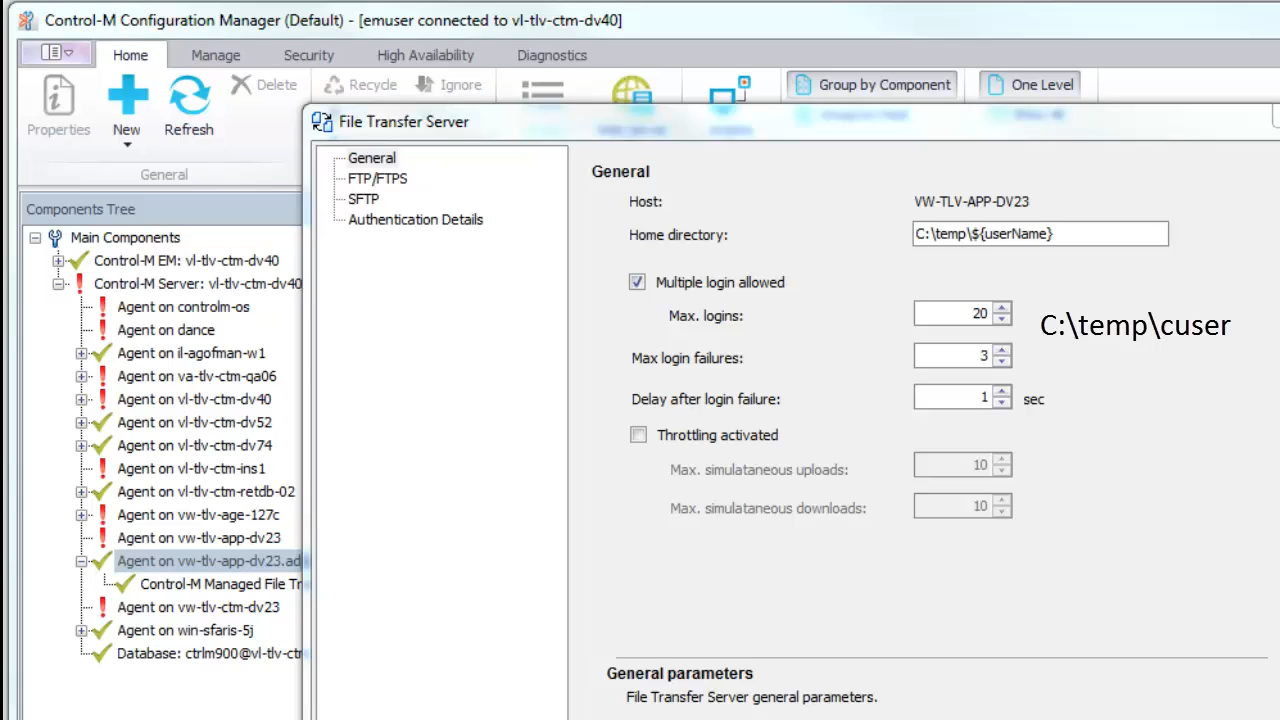 Control-M Configuration Manager (Default) - [emuser connected to vl-tlv-ctm-dv40]
Home Manage Security High Availability Diagnostics
Properties
New
Refresh
Delete
Recycle
Ignore
Group by Component
One Level
General
Components Tree
Main Components
Control-M EM: vl-tlv-ctm-dv40
Control-M Server: vl-tlv-ctm-dv40
Agent on controlm-os
Agent on dance
Agent on il-agofman-w1
Agent on va-tlv-ctm-qa06
Agent on vl-tlv-ctm-dv40
Agent on vl-tlv-ctm-dv52
Agent on vl-tlv-ctm-dv74
Agent on vl-tlv-ctm-ins1
Agent on vl-tlv-ctm-retdb-02
Agent on vw-tlv-age-127c
Agent on vw-tlv-app-dv23
Agent on vw-tlv-app-dv23.ad
Control-M Managed File Tr
Agent on vw-tlv-ctm-dv23
Agent on win-sfaris-5j
Database: ctrlm900@vl-tlv-ctr
File Transfer Server
General
FTP/FTPS
SFTP
Authentication Details
General
Host: VW-TLV-APP-DV23
Home directory: C:\temp\${userName}
Multiple login allowed
Max. logins: 20
C:\temp\cuser
Max login failures: 3
Delay after login failure: 1 sec
Throttling activated
Max. simulataneous uploads: 10
Max. simulataneous downloads: 10
General parameters
File Transfer Server general parameters.